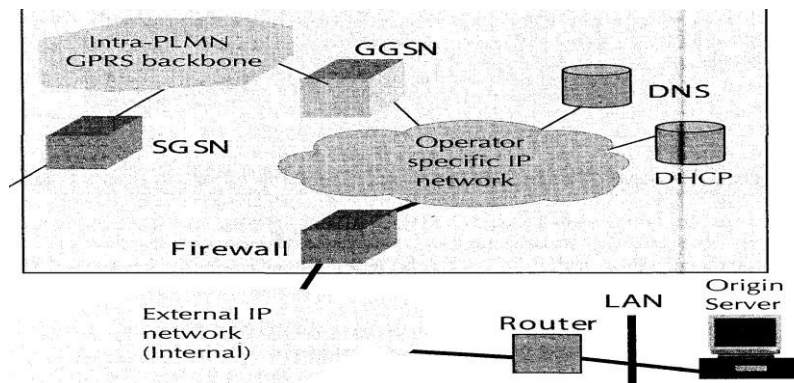 Intra-PLMN
GPRS backbone
GGSN
DNS
SGSN
Operator
specific IP
network
DHCP
Firewall
External IP
network
(Internal)
Router
LAN
Origin
Server